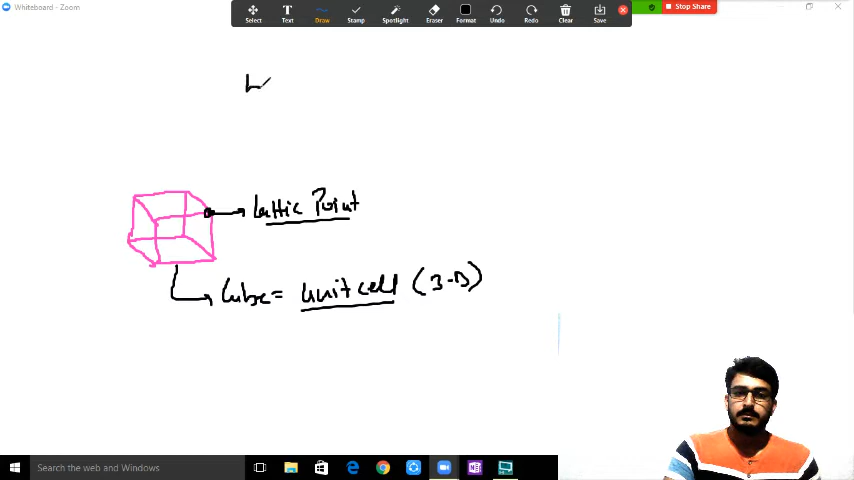 Whiteboard - Zoom
Select Text Draw Stamp Spotlight Eraser Format Undo Redo Clear Save Stop Share
Lattic Point
Cube = unit cell (3-D)
Search the web and Windows